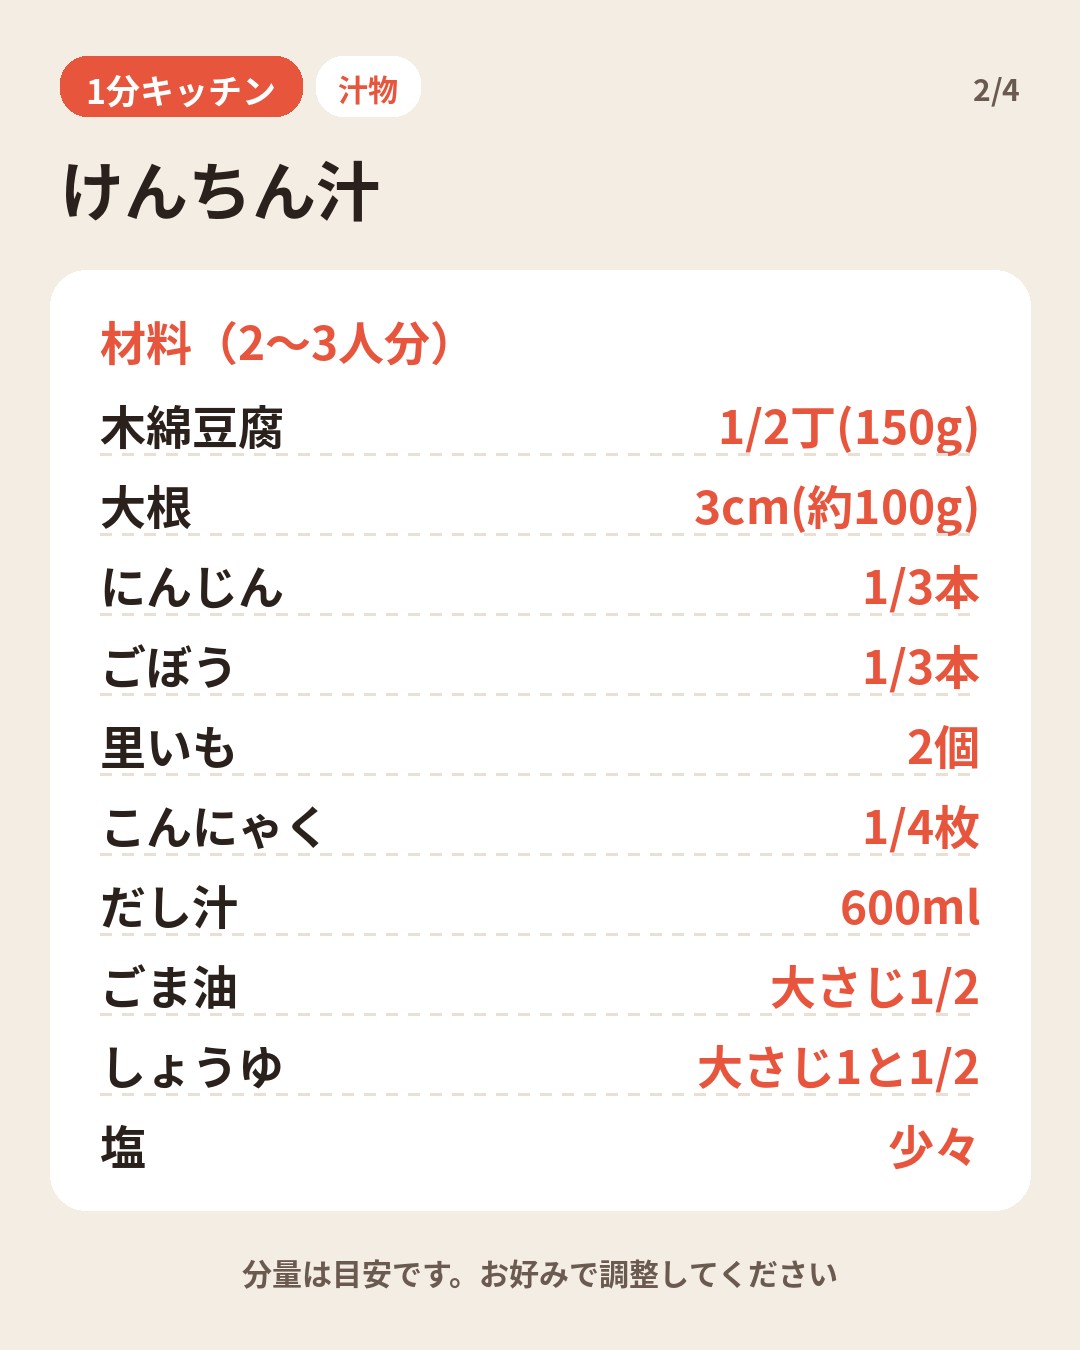 1分キッチン 汁物 2/4
けんちん汁
材料（2〜3人分）
木綿豆腐 1/2丁(150g)
大根 3cm(約100g)
にんじん 1/3本
ごぼう 1/3本
里いも 2個
こんにゃく 1/4枚
だし汁 600ml
ごま油 大さじ1/2
しょうゆ 大さじ1と1/2
塩 少々
分量は目安です。お好みで調整してください